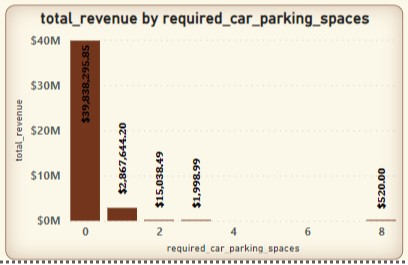 total_revenue by required_car_parking_spaces
$40M
$30M
$20M
$10M
$0M
total_revenue
$39,838,295.85
$2,867,644.20
$15,038.49
$1,998.99
$520.00
0
2
4
6
8
required_car_parking_spaces